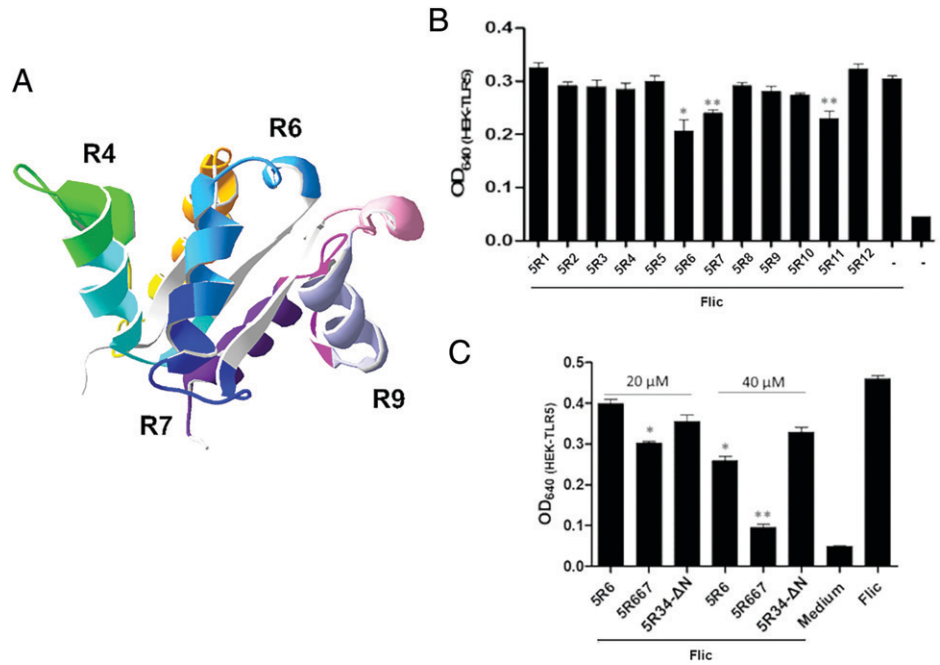 A
R4
R6
R7
R9
B
OD640 (HEK-TLR5)
0.4
0.3
0.2
0.1
0.0
* ** **
5R1 5R2 5R3 5R4 5R5 5R6 5R7 5R8 5R9 5R10 5R11 5R12 - -
Flic
C
OD640 (HEK-TLR5)
0.5
0.4
0.3
0.2
0.1
0.0
20 μM 40 μM
* * **
5R6 5R667 5R34-ΔN 5R6 5R667 5R34-ΔN Medium Flic
Flic